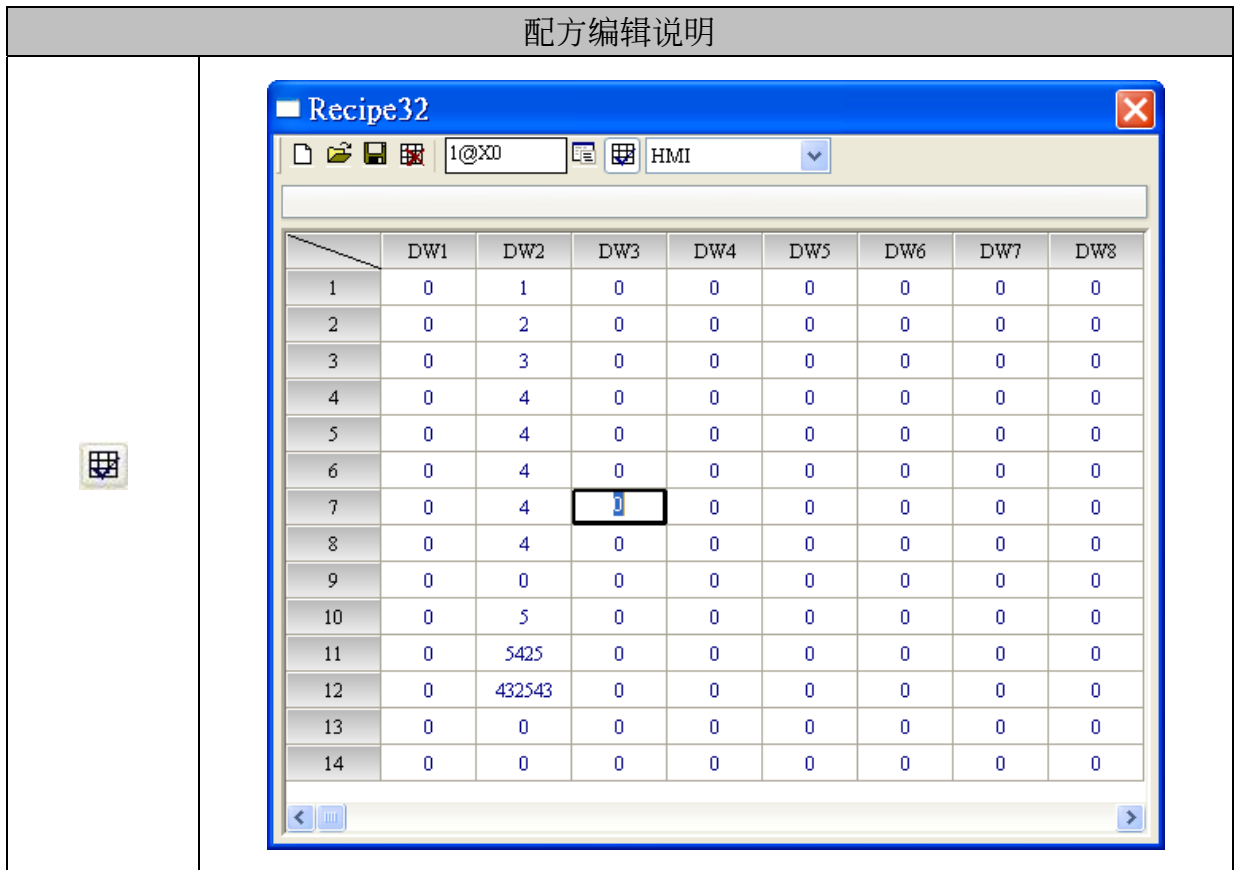 配方编辑说明
Recipe32
1@X0 HMI
DW1 DW2 DW3 DW4 DW5 DW6 DW7 DW8
1 0 1 0 0 0 0 0 0
2 0 2 0 0 0 0 0 0
3 0 3 0 0 0 0 0 0
4 0 4 0 0 0 0 0 0
5 0 4 0 0 0 0 0 0
6 0 4 0 0 0 0 0 0
7 0 4 0 0 0 0 0 0
8 0 4 0 0 0 0 0 0
9 0 0 0 0 0 0 0 0
10 0 5 0 0 0 0 0 0
11 0 5425 0 0 0 0 0 0
12 0 432543 0 0 0 0 0 0
13 0 0 0 0 0 0 0 0
14 0 0 0 0 0 0 0 0